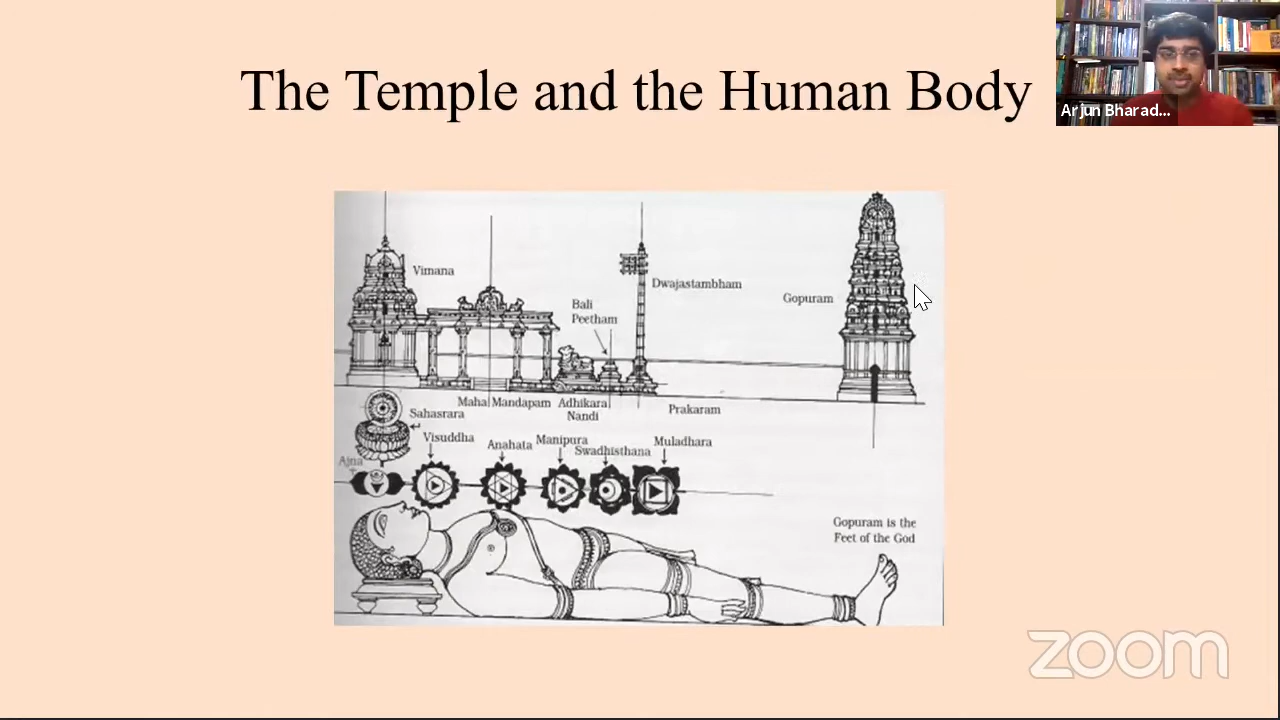 The Temple and the Human Body
Arjun Bharad...
Vimana
Dwajastambham
Bali
Peetham
Gopuram
Maha Mandapam
Adhikara
Nandi
Prakaram
Sahasrara
Visuddha
Anahata
Manipura
Swadhisthana
Muladhara
Ajna
Gopuram is the
Feet of the God
zoom